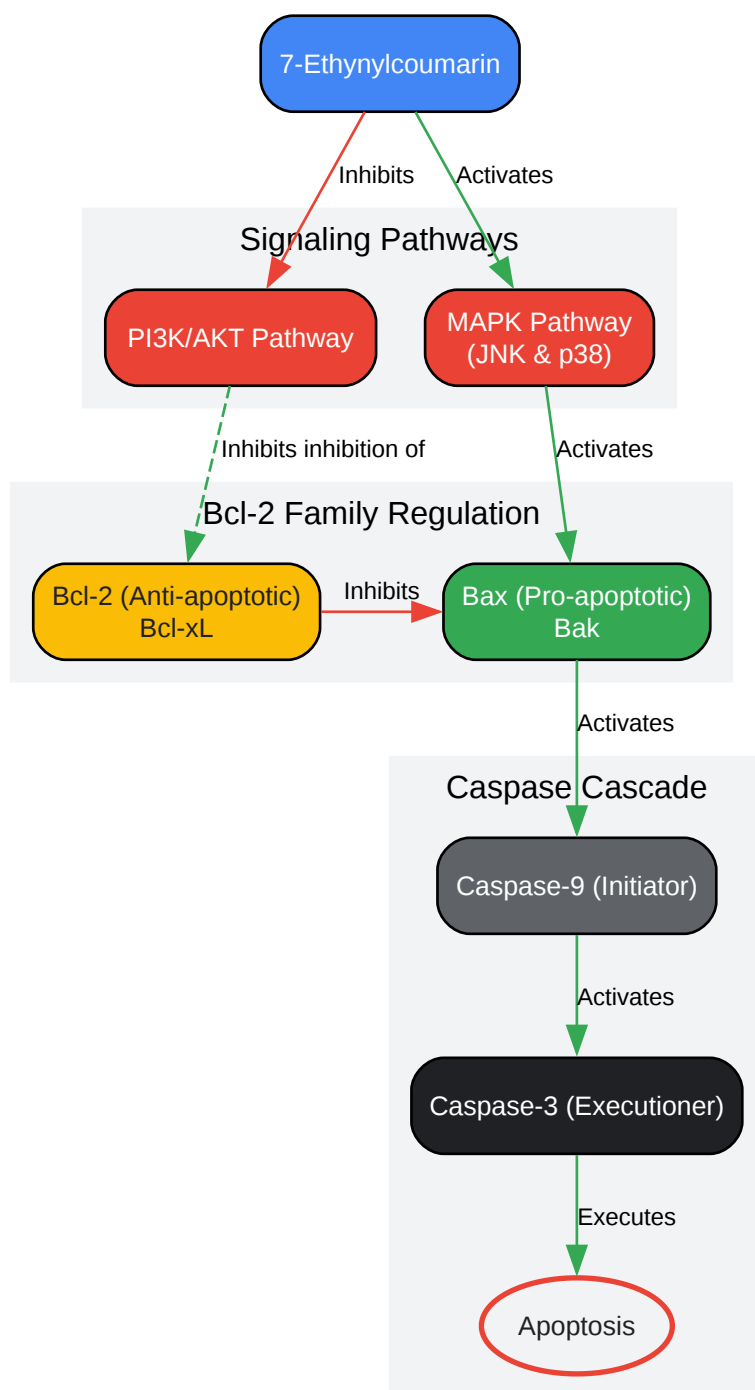 7-Ethynylcoumarin
Inhibits
Activates
Signaling Pathways
PI3K/AKT Pathway
MAPK Pathway
(JNK & p38)
Inhibits inhibition of
Activates
Bcl-2 Family Regulation
Bcl-2 (Anti-apoptotic)
Bcl-xL
Inhibits
Bax (Pro-apoptotic)
Bak
Activates
Caspase Cascade
Caspase-9 (Initiator)
Activates
Caspase-3 (Executioner)
Executes
Apoptosis